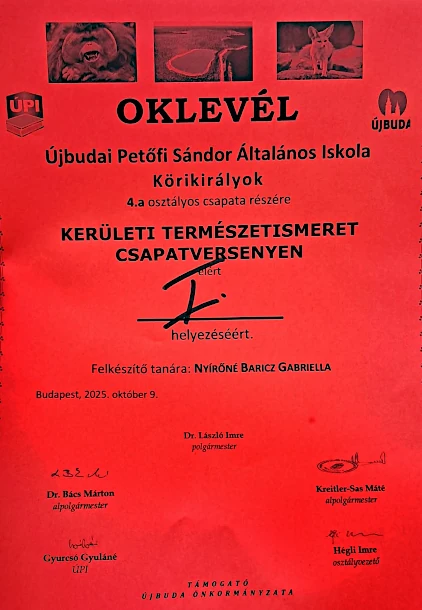 OKLEVÉL
ÚPI
ÚJBUDA
Újbudai Petőfi Sándor Általános Iskola
Körikirályok
4.a osztályos csapata részére
KERÜLETI TERMÉSZETISMERET
CSAPATVERSENYEN
elért
I.
helyezéséért.
Felkészítő tanára: NYÍRŐNÉ BARICZ GABRIELLA
Budapest, 2025. október 9.
Dr. László Imre
polgármester
Dr. Bács Márton
alpolgármester
Kreitler-Sas Máté
alpolgármester
Gyurcsó Gyuláné
ÚPI
Hégli Imre
osztályvezető
TÁMOGATÓ
ÚJBUDA ÖNKORMÁNYZATA